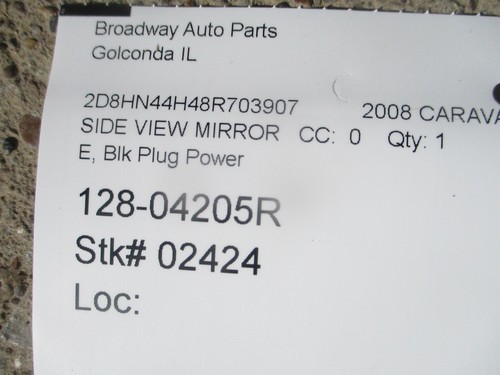 Broadway Auto Parts
Golconda IL
2D8HN44H48R703907 2008 CARAVA
SIDE VIEW MIRROR CC: 0 Qty: 1
E, Blk Plug Power
128-04205R
Stk# 02424
Loc: